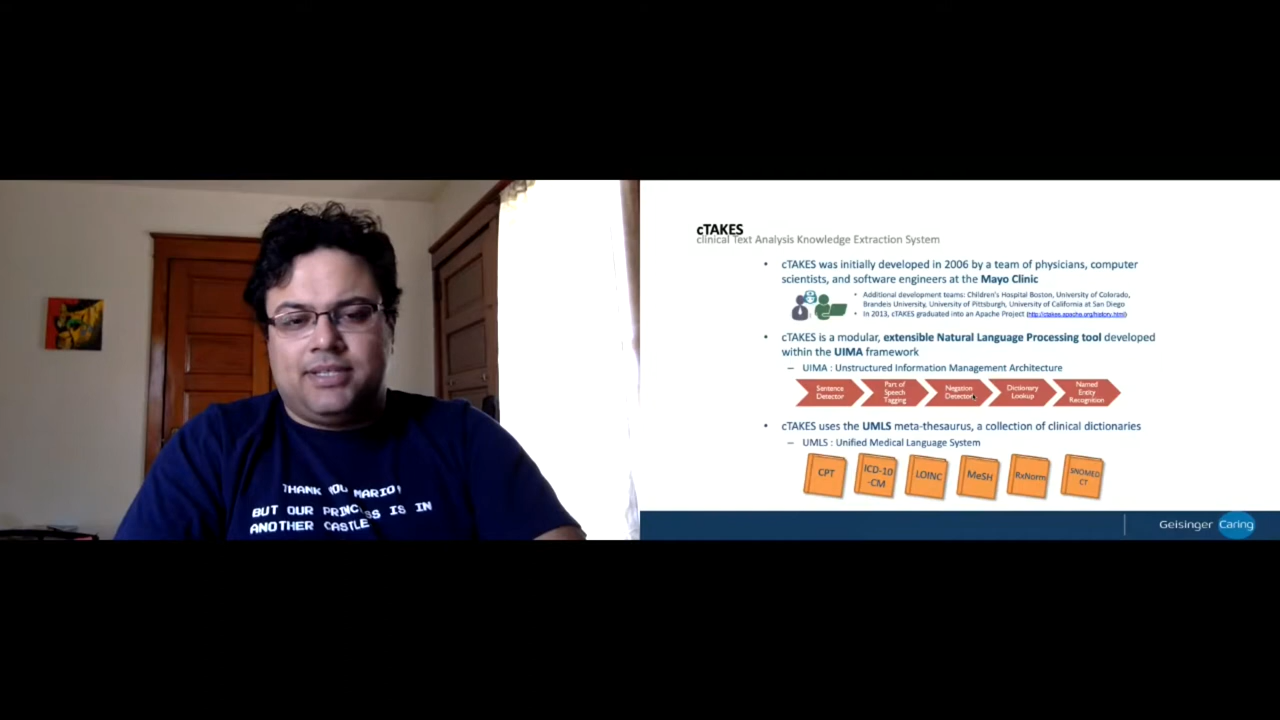 THANK YOU MARIO!
BUT OUR PRINCESS IS IN
ANOTHER CASTLE
cTAKES
clinical Text Analysis Knowledge Extraction System
• cTAKES was initially developed in 2006 by a team of physicians, computer
scientists, and software engineers at the Mayo Clinic
• Additional development teams: Children's Hospital Boston, University of Colorado,
Brandeis University, University of Pittsburgh, University of California at San Diego
• In 2013, cTAKES graduated into an Apache Project (http://ctakes.apache.org/history.html)
• cTAKES is a modular, extensible Natural Language Processing tool developed
within the UIMA framework
– UIMA : Unstructured Information Management Architecture
Sentence
Detector
Part of
Speech
Tagging
Negation
Detector
Dictionary
Lookup
Named
Entity
Recognition
• cTAKES uses the UMLS meta-thesaurus, a collection of clinical dictionaries
– UMLS : Unified Medical Language System
CPT
ICD-10
-CM
LOINC
MeSH
RxNorm
SNOMED
CT
Geisinger Caring